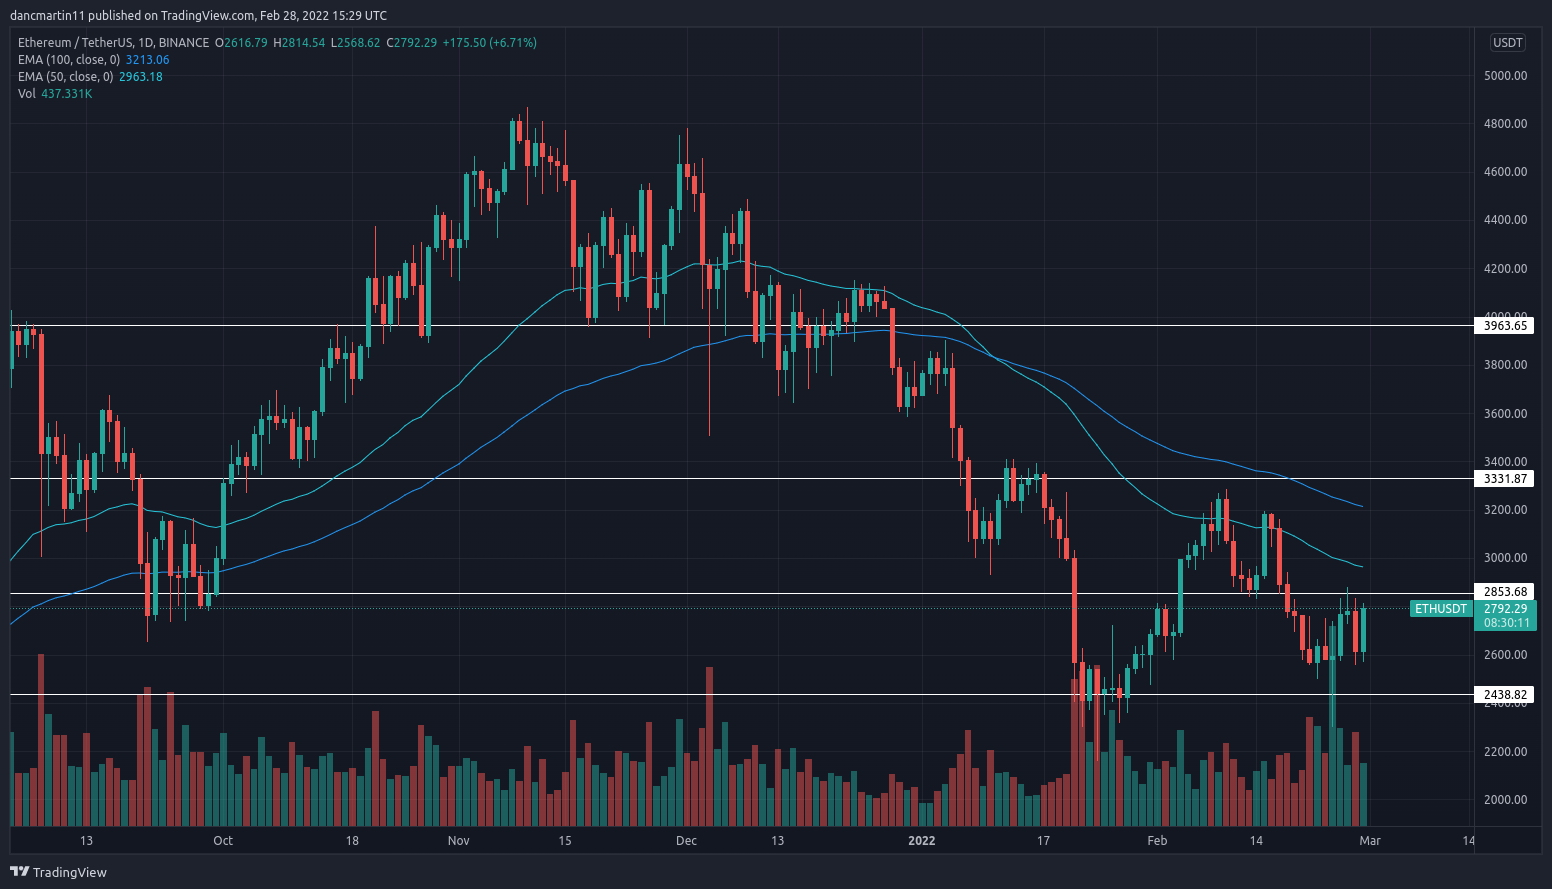 dancmartin11 published on TradingView.com, Feb 28, 2022 15:29 UTC
Ethereum / TetherUS, 1D, BINANCE O2616.79 H2814.54 L2568.62 C2792.29 +175.50 (+6.71%)
EMA (100, close, 0) 3213.06
EMA (50, close, 0) 2963.18
Vol 437.331K
USDT
5000.00
4800.00
4600.00
4400.00
4200.00
4000.00
3963.65
3800.00
3600.00
3400.00
3331.87
3200.00
3000.00
2853.68
ETHUSDT 2792.29
08:30:11
2600.00
2438.82
2400.00
2200.00
2000.00
13 Oct 18 Nov 15 Dec 13 2022 17 Feb 14 Mar 14
TradingView